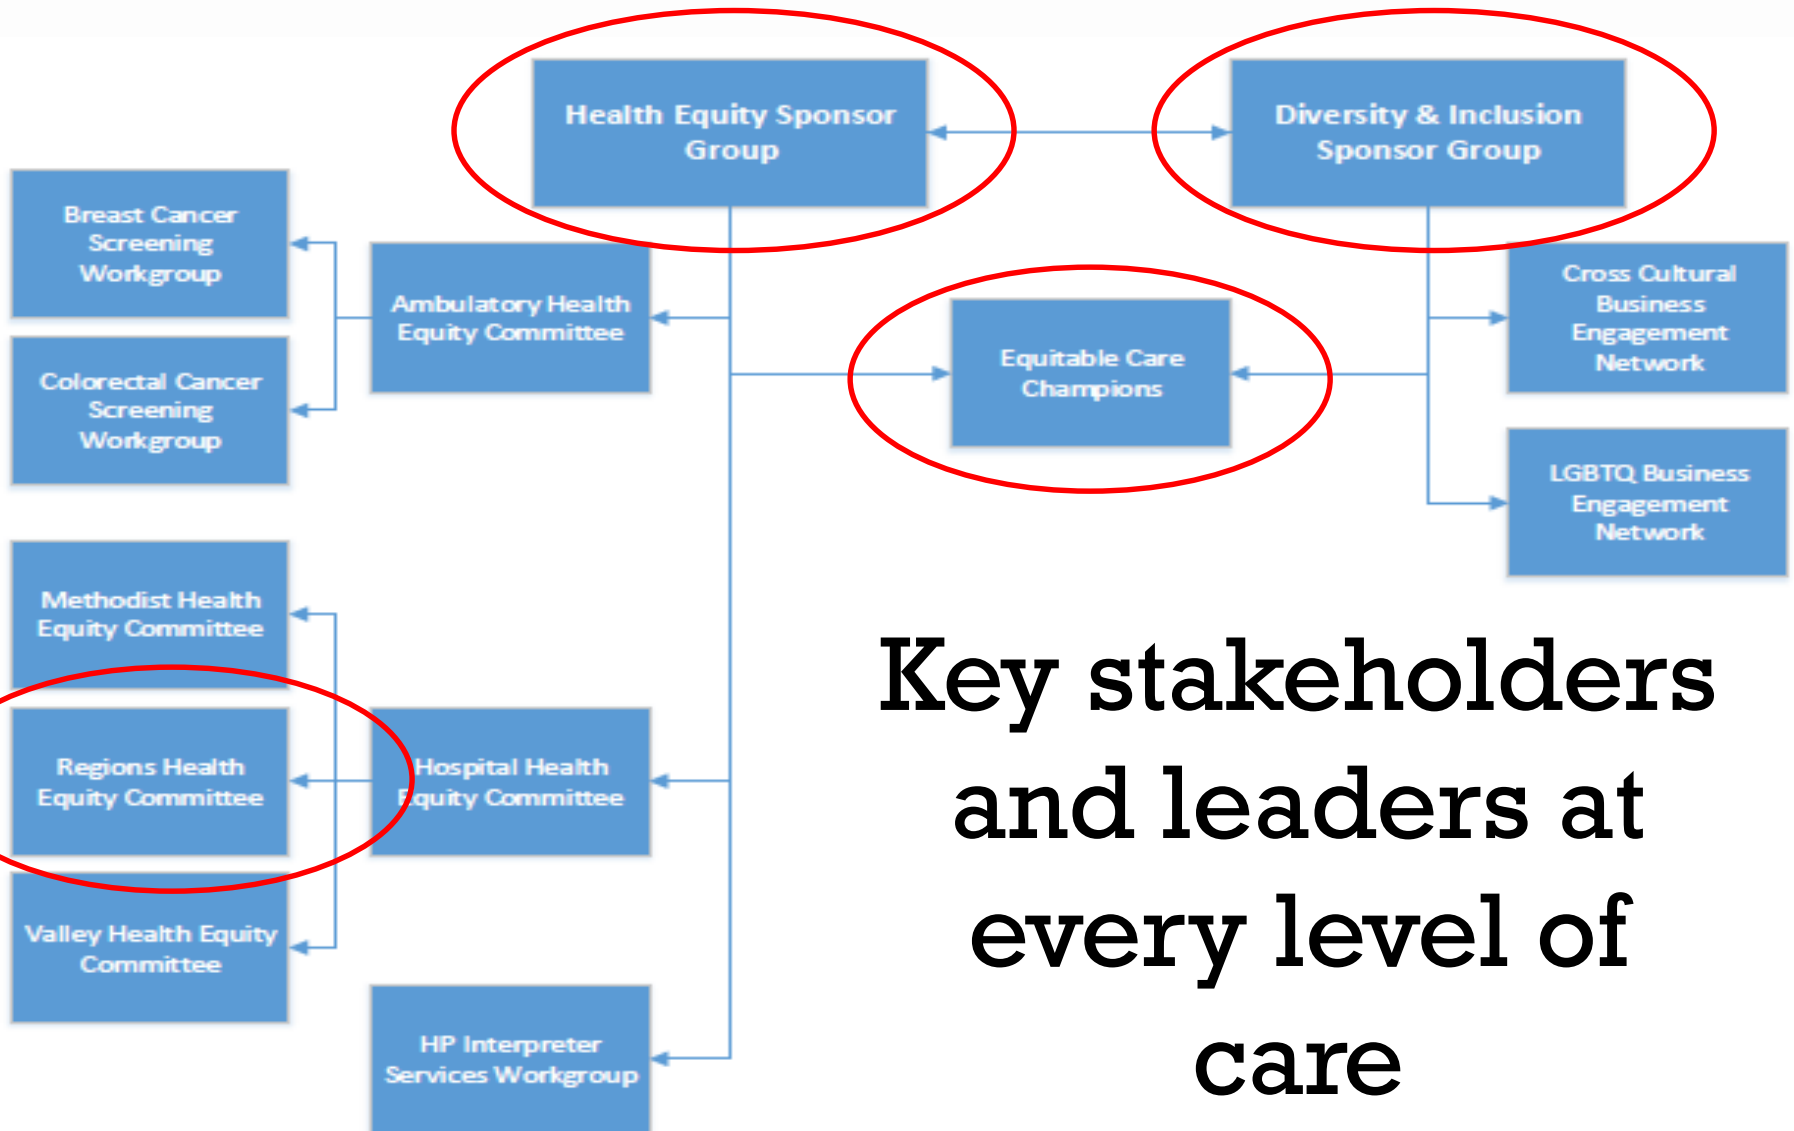 Health Equity Sponsor
Group
Diversity & Inclusion
Sponsor Group
Breast Cancer
Screening
Workgroup
Ambulatory Health
Equity Committee
Cross Cultural
Business
Engagement
Network
Equitable Care
Champions
Colorectal Cancer
Screening
Workgroup
LGBTQ Business
Engagement
Network
Methodist Health
Equity Committee
Regions Health
Equity Committee
Hospital Health
Equity Committee
Valley Health Equity
Committee
HP Interpreter
Services Workgroup
Key stakeholders
and leaders at
every level of
care